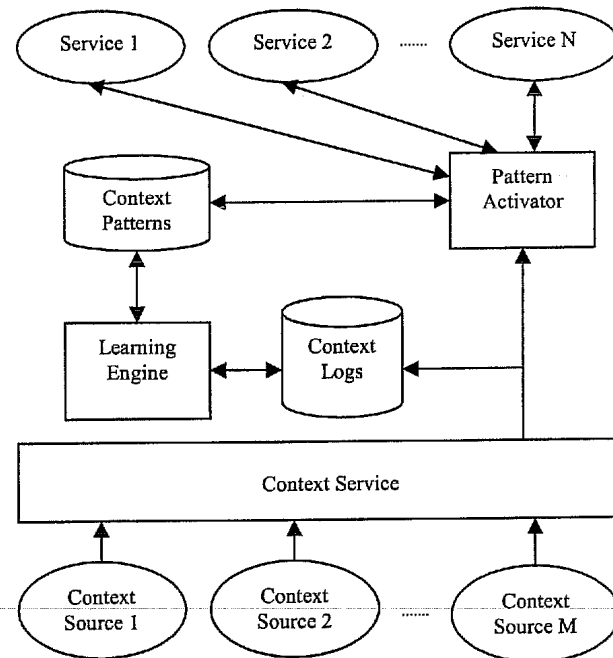 Service 1
Service 2
......
Service N
Pattern
Activator
Context
Patterns
Learning
Engine
Context
Logs
Context Service
Context
Source 1
Context
Source 2
......
Context
Source M